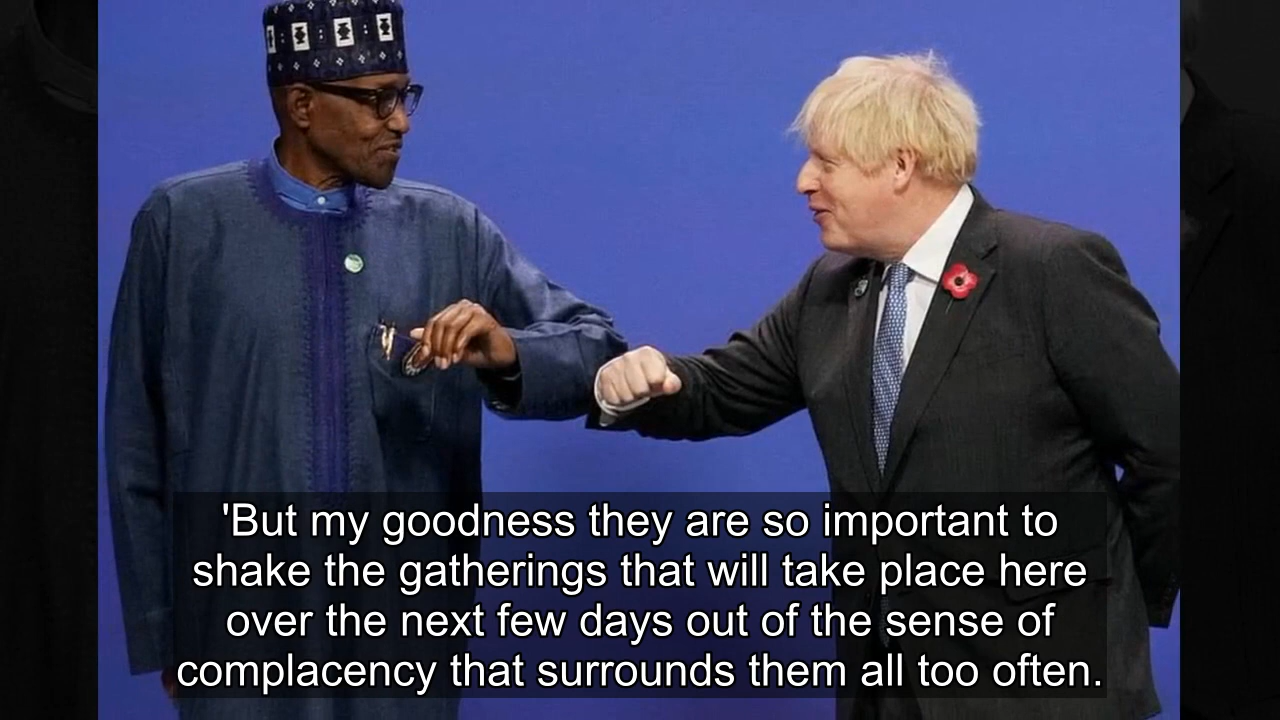 'But my goodness they are so important to
shake the gatherings that will take place here
over the next few days out of the sense of
complacency that surrounds them all too often.